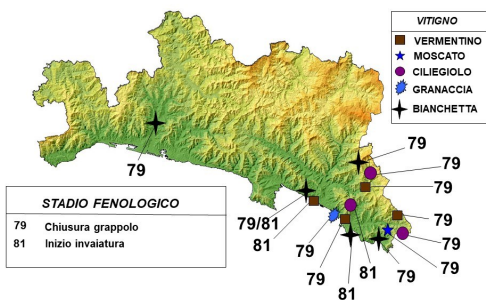 VITIGNO
VERMENTINO
MOSCATO
CILIEGIOLO
GRANACCIA
BIANCHETTA
79
79
79
79
STADIO FENOLOGICO
79 Chiusura grappolo
81 Inizio invaiatura
79/81
79
79
81
79
81
79
79
81